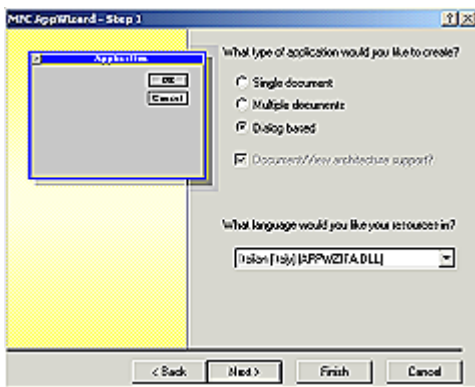 MFC AppWizard - Step 1
Application
OK
Cancel
What type of application would you like to create?
Single document
Multiple documents
Dialog based
Document/View architecture support?
What language would you like your resources in?
Italian [Italy] (APPWZITA.DLL)
< Back
Next >
Finish
Cancel